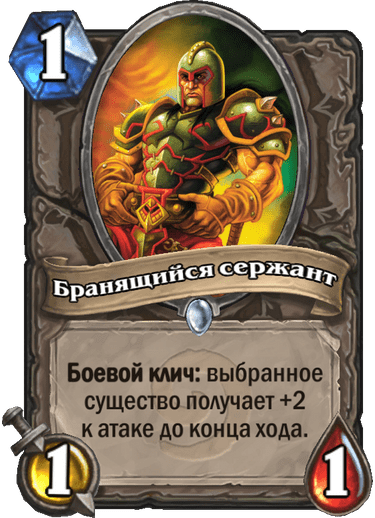 1
Бранящийся сержант
Боевой клич: выбранное
существо получает +2
к атаке до конца хода.
1
1